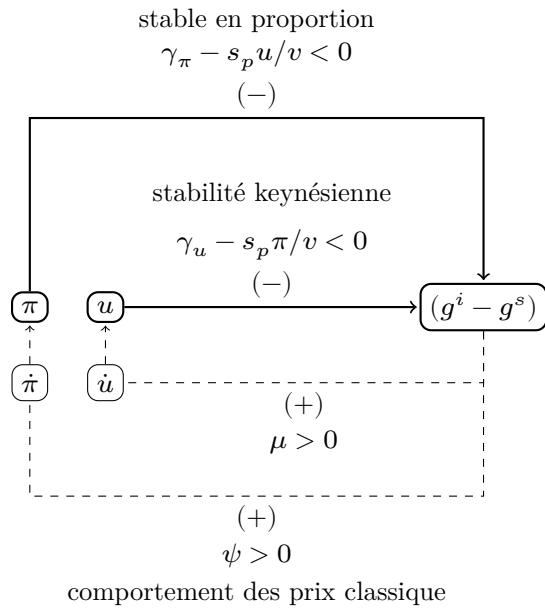 stable en proportion
γ_π − s_p u/v < 0
(−)
stabilité keynésienne
γ_u − s_p π/v < 0
(−)
π u (g^i − g^s)
π̇ u̇
(+)
μ > 0
(+)
ψ > 0
comportement des prix classique